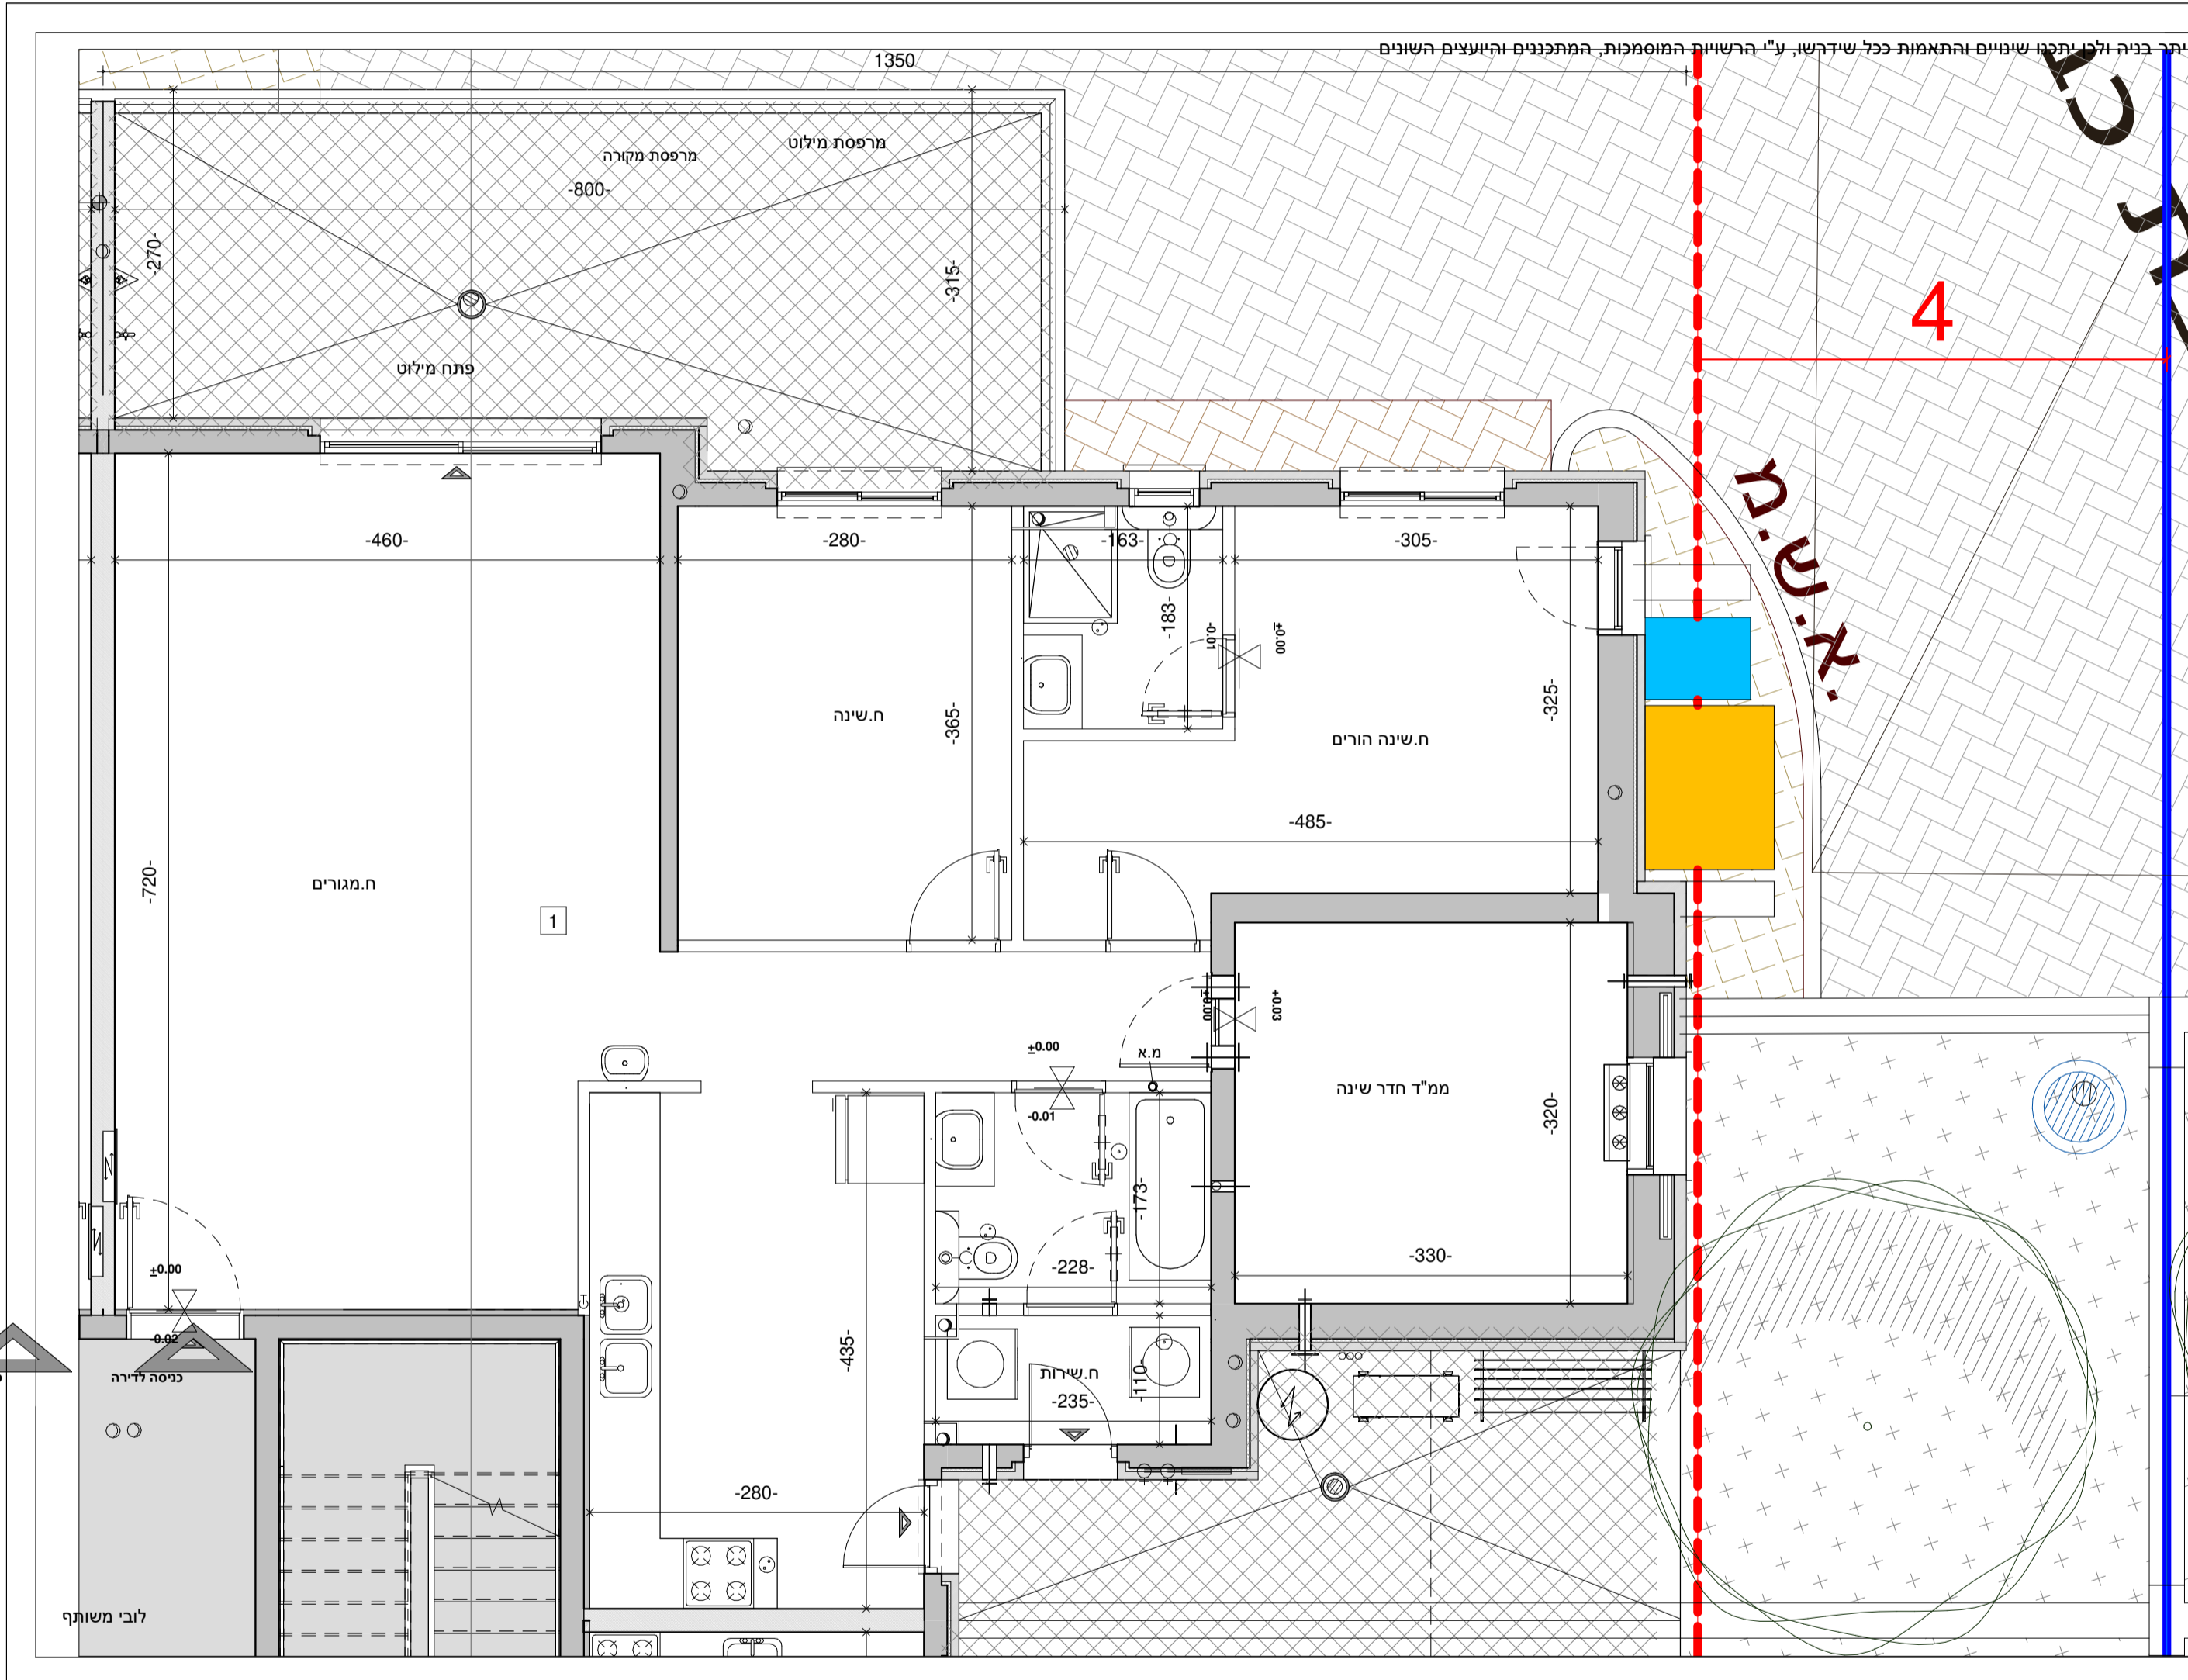 יתר בניה ולכן יתכנו שינויים והתאמות ככל שידרשו, ע"י הרשויות המוסמכות, המתכננים והיועצים השונים
1350
מרפסת מילוט
מרפסת מקורה
-800-
-270-
-315-
4
פתח מילוט
א.ש.מ.
-460-
-280-
-163-
-305-
-183-
-0.01
±0.00
-365-
-325-
ח.שינה
ח.שינה הורים
-485-
-720-
ח.מגורים
1
±0.00
+0.03
±0.00
מ.א
ממ"ד חדר שינה
-0.01
-320-
-173-
±0.00
-228-
-330-
-0.02
כניסה לדירה
-435-
ח.שירות
-110-
-235-
-280-
לובי משותף